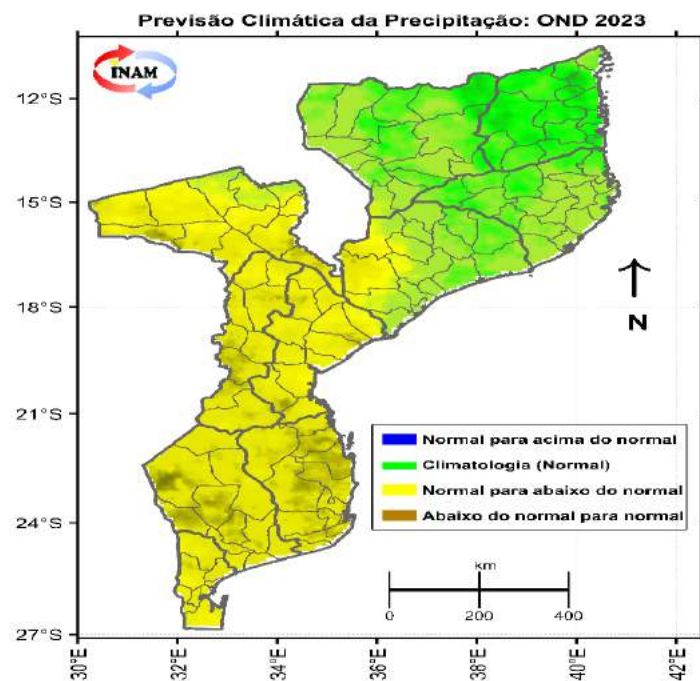 Previsão Climática da Precipitação: OND 2023
INAM
12°S
15°S
18°S
21°S
24°S
27°S
N
Normal para acima do normal
Climatologia (Normal)
Normal para abaixo do normal
Abaixo do normal para normal
km
0 200 400
30°E 32°E 34°E 36°E 38°E 40°E 42°E